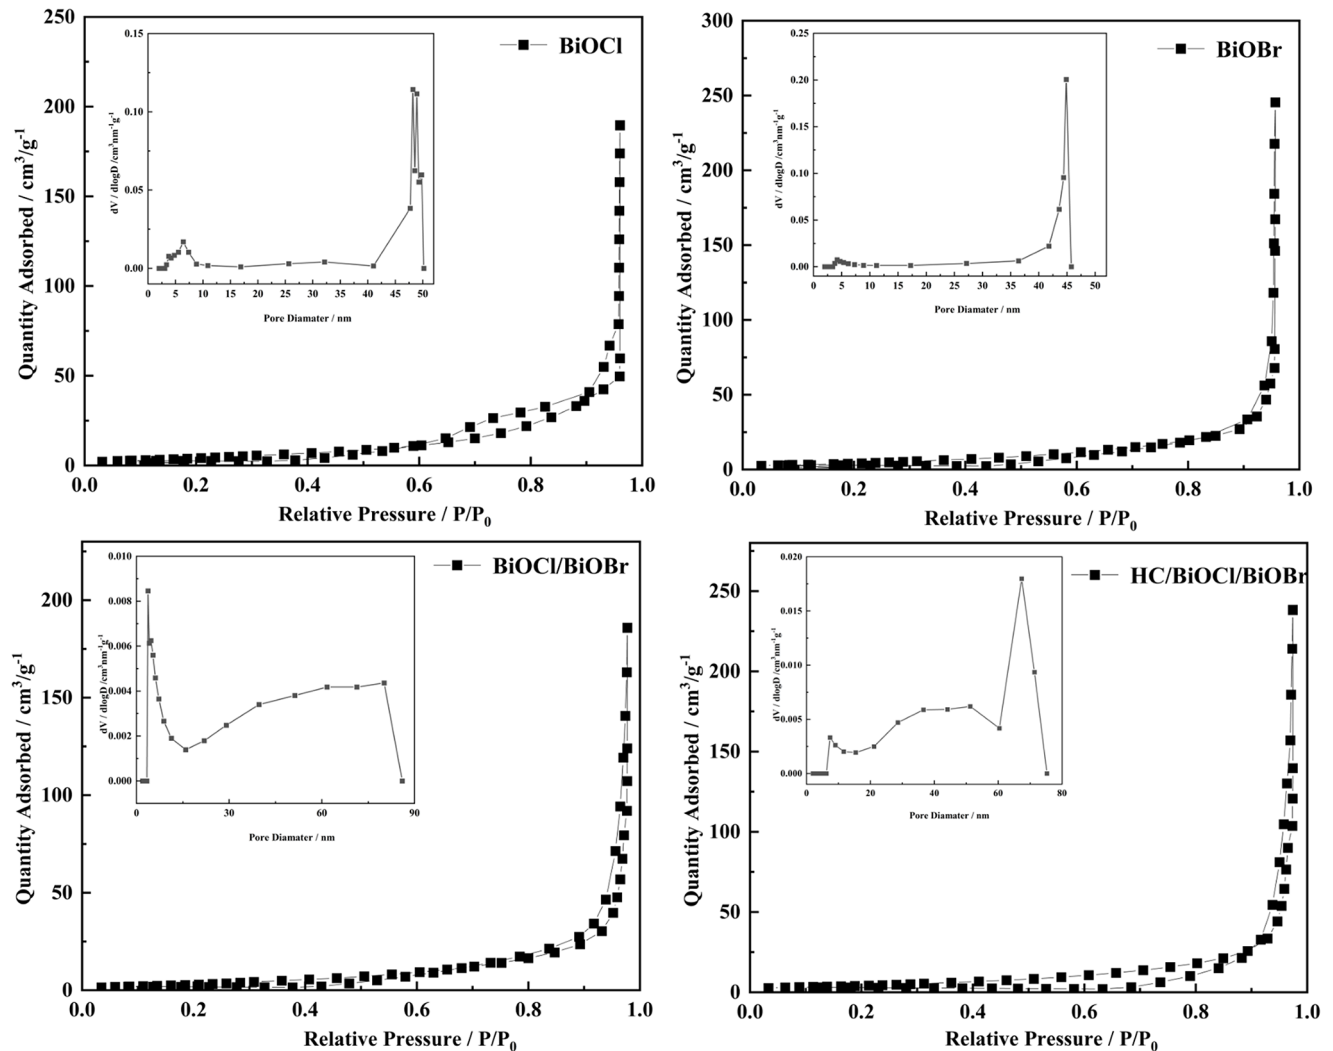 250
200
150
100
50
0
Quantity Adsorbed / cm³/g⁻¹
0.0 0.2 0.4 0.6 0.8 1.0
Relative Pressure / P/P₀
BiOCl
0.15
0.10
0.05
0.00
dV / dlogD /cm³nm⁻¹g⁻¹
0 5 10 15 20 25 30 35 40 45 50
Pore Diamater / nm
300
250
200
150
100
50
0
Quantity Adsorbed / cm³/g⁻¹
0.0 0.2 0.4 0.6 0.8 1.0
Relative Pressure / P/P₀
BiOBr
0.25
0.20
0.15
0.10
0.05
0.00
dV / dlogD /cm³nm⁻¹g⁻¹
0 5 10 15 20 25 30 35 40 45 50
Pore Diamater / nm
200
150
100
50
0
Quantity Adsorbed / cm³/g⁻¹
0.0 0.2 0.4 0.6 0.8 1.0
Relative Pressure / P/P₀
BiOCl/BiOBr
0.010
0.008
0.006
0.004
0.002
0.000
dV / dlogD /cm³nm⁻¹g⁻¹
0 30 60 90
Pore Diamater / nm
250
200
150
100
50
0
Quantity Adsorbed / cm³/g⁻¹
0.0 0.2 0.4 0.6 0.8 1.0
Relative Pressure / P/P₀
HC/BiOCl/BiOBr
0.020
0.015
0.010
0.005
0.000
dV / dlogD /cm³nm⁻¹g⁻¹
0 20 40 60 80
Pore Diamater / nm